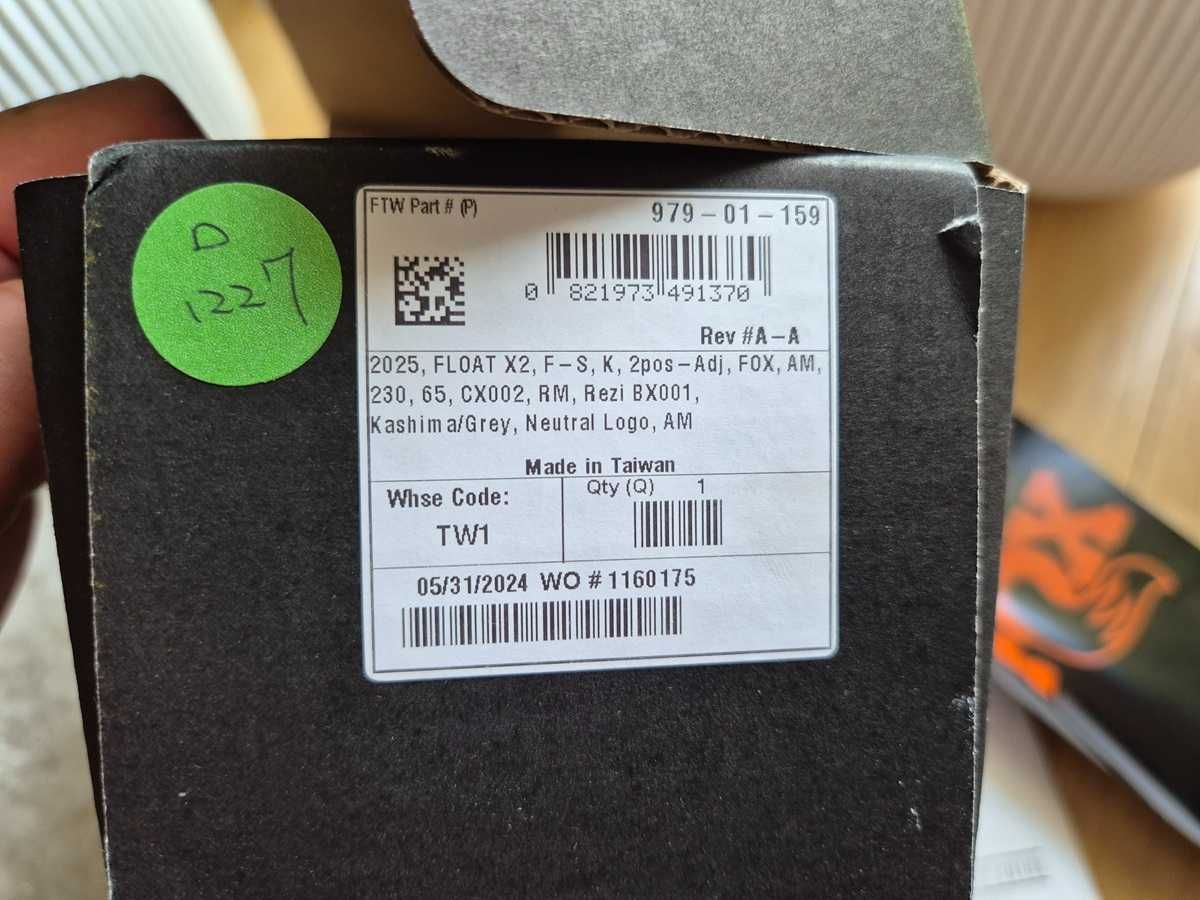 D
1227
FTW Part # (P)
979-01-159
0 821973 491370
Rev #A-A
2025, FLOAT X2, F-S, K, 2pos-Adj, FOX, AM,
230, 65, CX002, RM, Rezi BX001,
Kashima/Grey, Neutral Logo, AM
Made in Taiwan
Whse Code:
TW1
Qty (Q) 1
05/31/2024 WO # 1160175